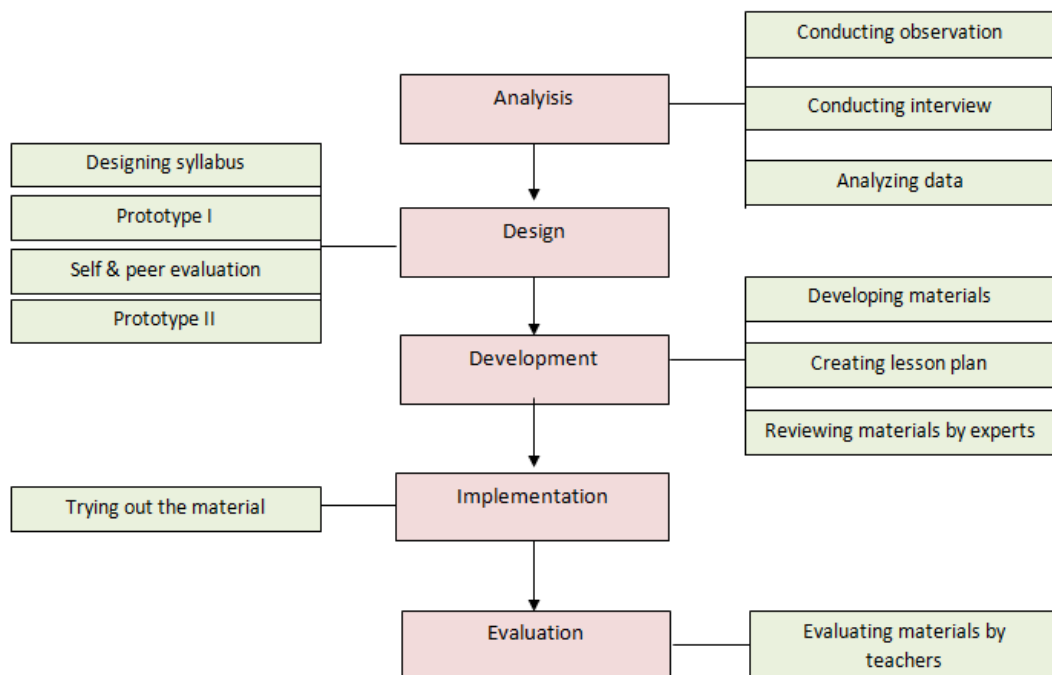 Analyisis
Conducting observation
Conducting interview
Analyzing data
Designing syllabus
Prototype I
Self & peer evaluation
Prototype II
Design
Development
Developing materials
Creating lesson plan
Reviewing materials by experts
Implementation
Trying out the material
Evaluation
Evaluating materials by
teachers